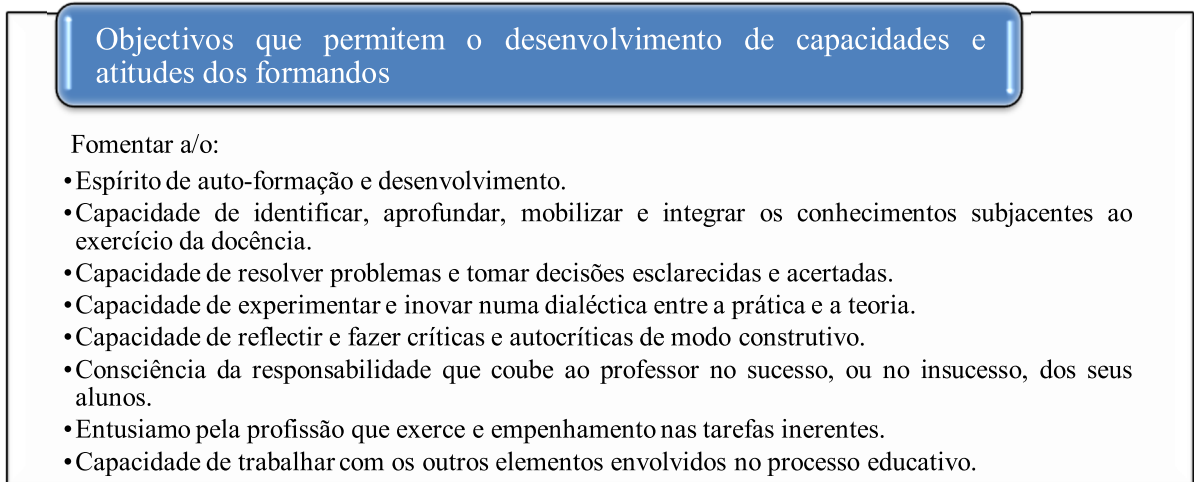 Objectivos que permitem o desenvolvimento de capacidades e
atitudes dos formandos
Fomentar a/o:
•Espírito de auto-formação e desenvolvimento.
•Capacidade de identificar, aprofundar, mobilizar e integrar os conhecimentos subjacentes ao
exercício da docência.
•Capacidade de resolver problemas e tomar decisões esclarecidas e acertadas.
•Capacidade de experimentar e inovar numa dialéctica entre a prática e a teoria.
•Capacidade de reflectir e fazer críticas e autocríticas de modo construtivo.
•Consciência da responsabilidade que coube ao professor no sucesso, ou no insucesso, dos seus
alunos.
•Entusiamo pela profissão que exerce e empenhamento nas tarefas inerentes.
•Capacidade de trabalhar com os outros elementos envolvidos no processo educativo.